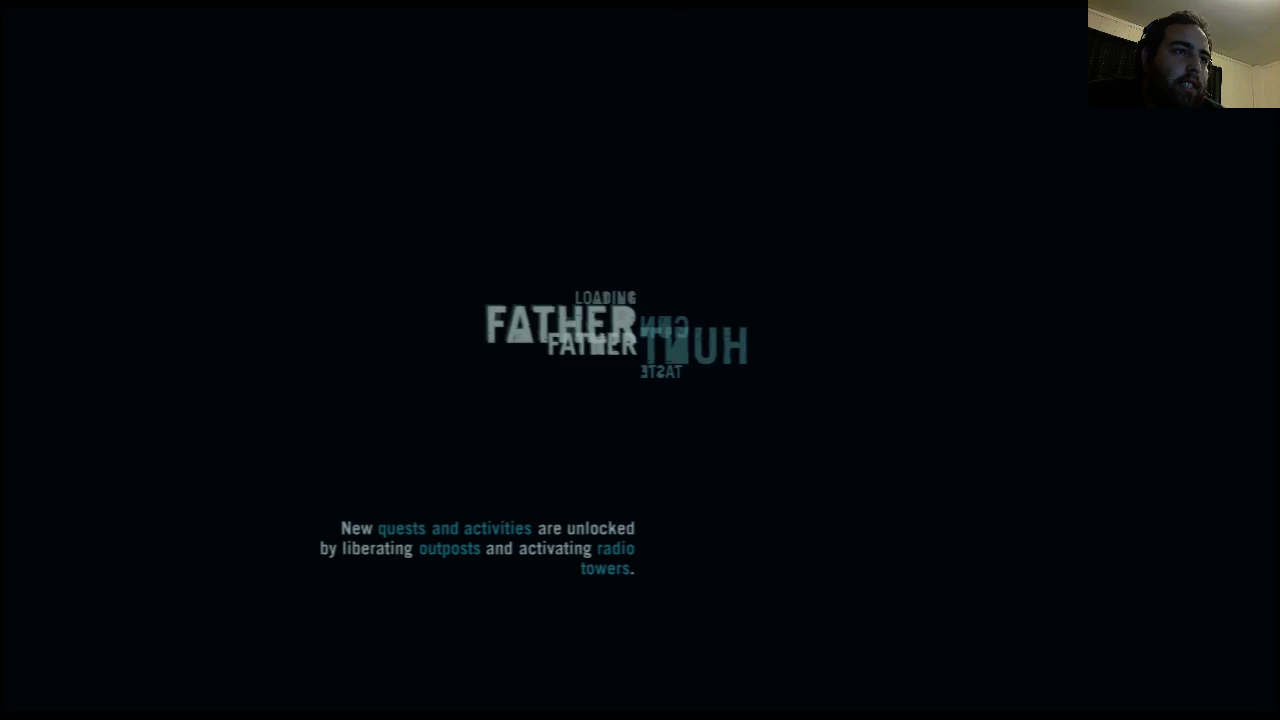 LOADING
FATHER
FATHER
HUNT
TASTE
New quests and activities are unlocked
by liberating outposts and activating radio
towers.